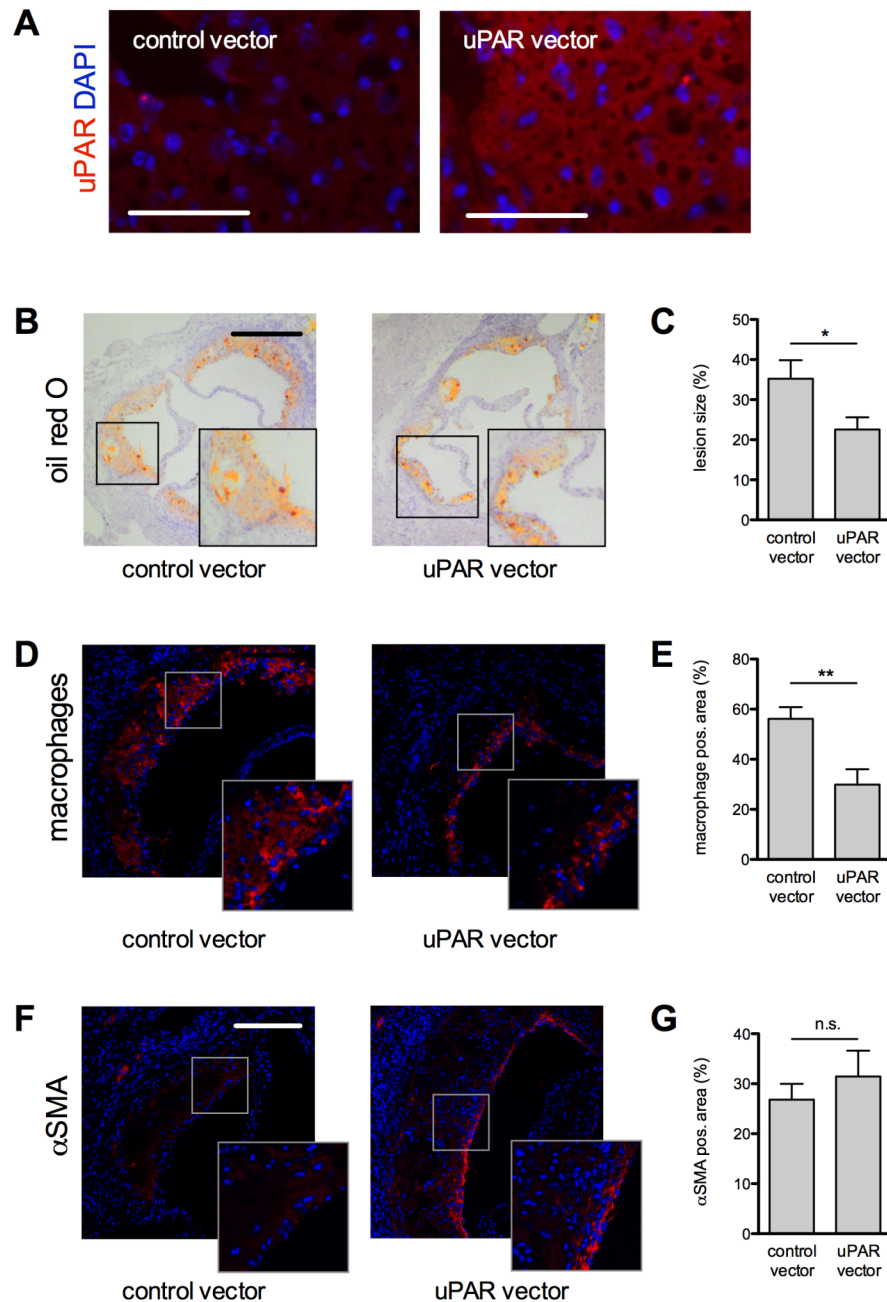 A
uPAR DAPI
control vector
uPAR vector
B
oil red O
control vector
uPAR vector
C
lesion size (%)
50
40
30
20
10
0
*
control
vector
uPAR
vector
D
macrophages
control vector
uPAR vector
E
macrophage pos. area (%)
80
60
40
20
0
**
control
vector
uPAR
vector
F
αSMA
control vector
uPAR vector
G
αSMA pos. area (%)
40
30
20
10
0
n.s.
control
vector
uPAR
vector